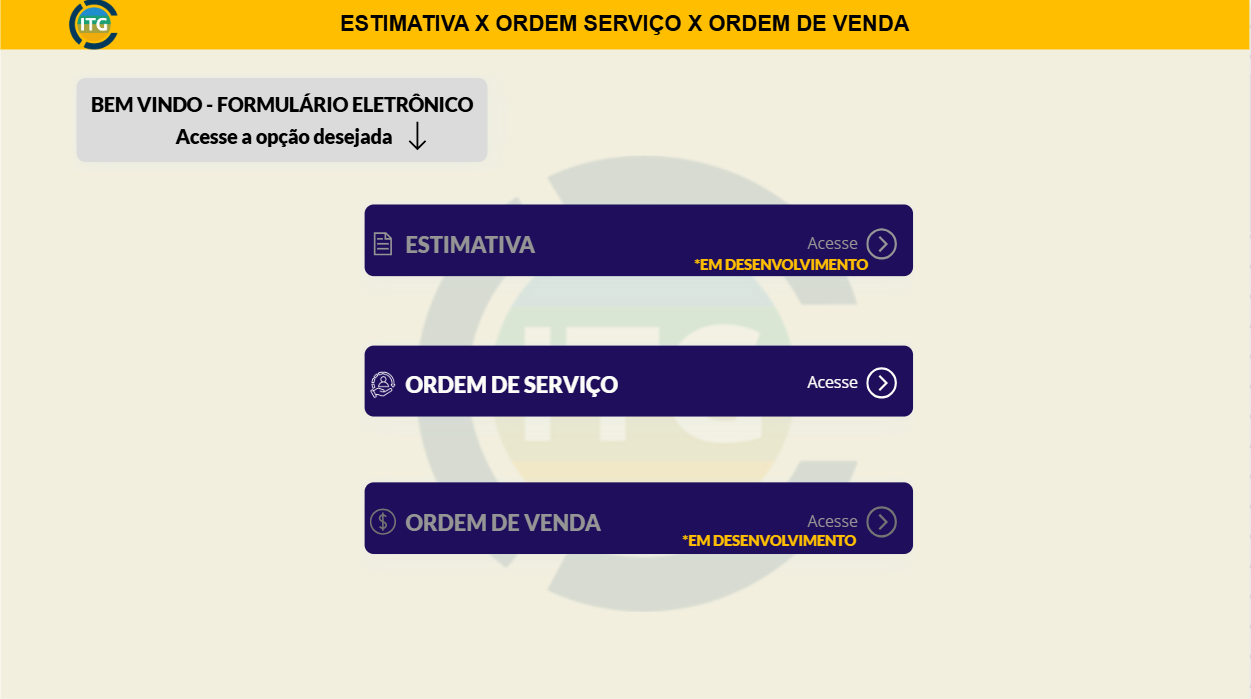 ITG
ESTIMATIVA X ORDEM SERVIÇO X ORDEM DE VENDA
BEM VINDO - FORMULÁRIO ELETRÔNICO
Acesse a opção desejada
ESTIMATIVA
Acesse
*EM DESENVOLVIMENTO
ITG
ORDEM DE SERVIÇO
Acesse
ORDEM DE VENDA
Acesse
*EM DESENVOLVIMENTO